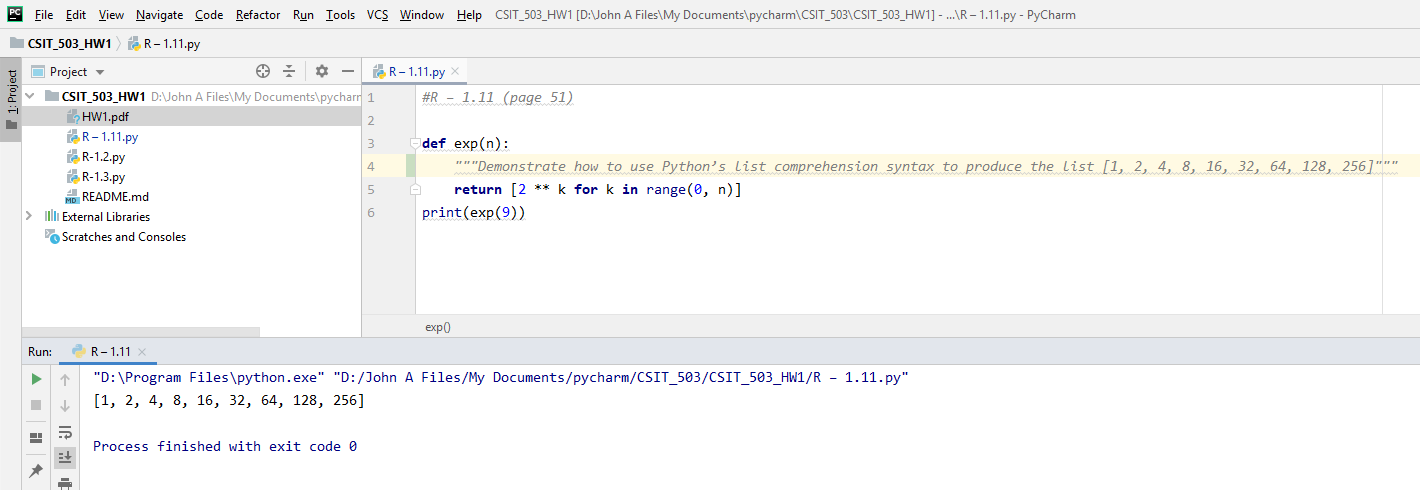 PC File Edit View Navigate Code Refactor Run Tools VCS Window Help CSIT_503_HW1 [D:\John A Files\My Documents\pycharm\CSIT_503\CSIT_503_HW1] - ...\R – 1.11.py - PyCharm
CSIT_503_HW1 R – 1.11.py
1: Project
Project
CSIT_503_HW1 D:\John A Files\My Documents\pycharm
HW1.pdf
R – 1.11.py
R-1.2.py
R-1.3.py
MD README.md
External Libraries
Scratches and Consoles
R – 1.11.py
1 #R – 1.11 (page 51)
2
3 def exp(n):
4 """Demonstrate how to use Python’s list comprehension syntax to produce the list [1, 2, 4, 8, 16, 32, 64, 128, 256]"""
5 return [2 ** k for k in range(0, n)]
6 print(exp(9))
exp()
Run: R – 1.11
"D:\Program Files\python.exe" "D:/John A Files/My Documents/pycharm/CSIT_503/CSIT_503_HW1/R – 1.11.py"
[1, 2, 4, 8, 16, 32, 64, 128, 256]
Process finished with exit code 0